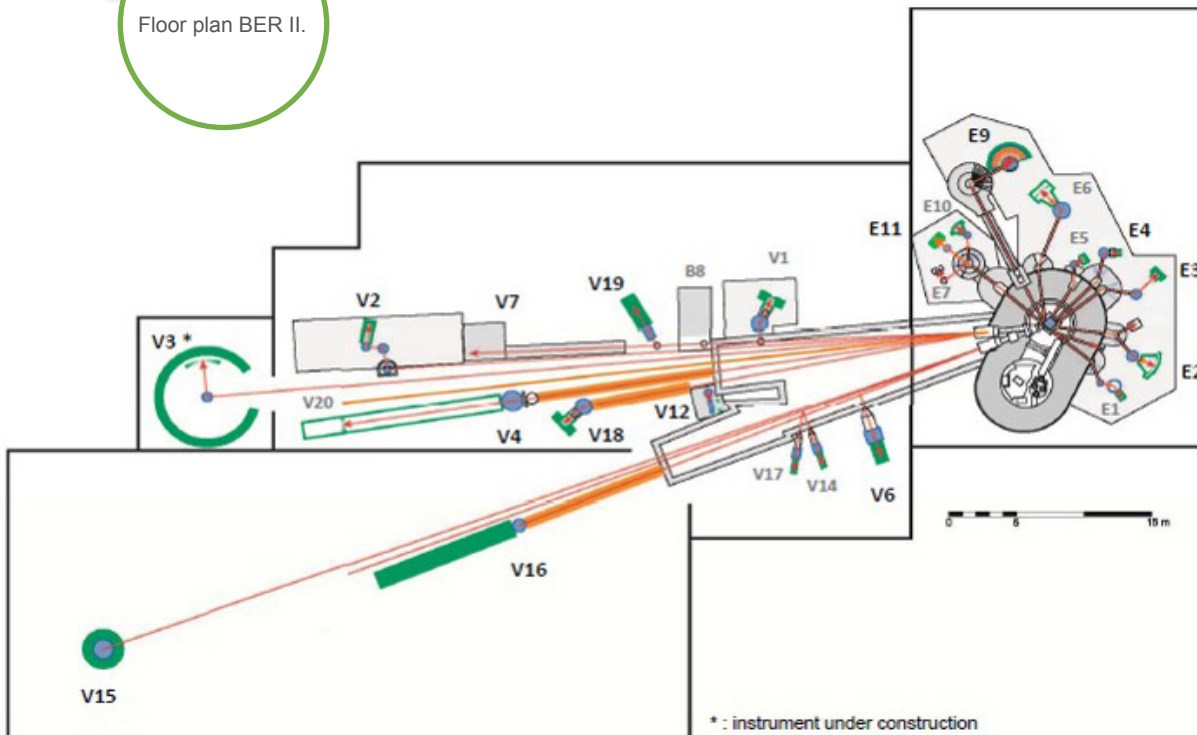 Floor plan BER II.
E9
E6
E10
E11
E4
E5
E3
V1
B8
V19
E7
V2
V7
V3 *
E2
V20
V12
E1
V4
V18
V17
V14
V6
0 5 15 m
V16
V15
* : instrument under construction